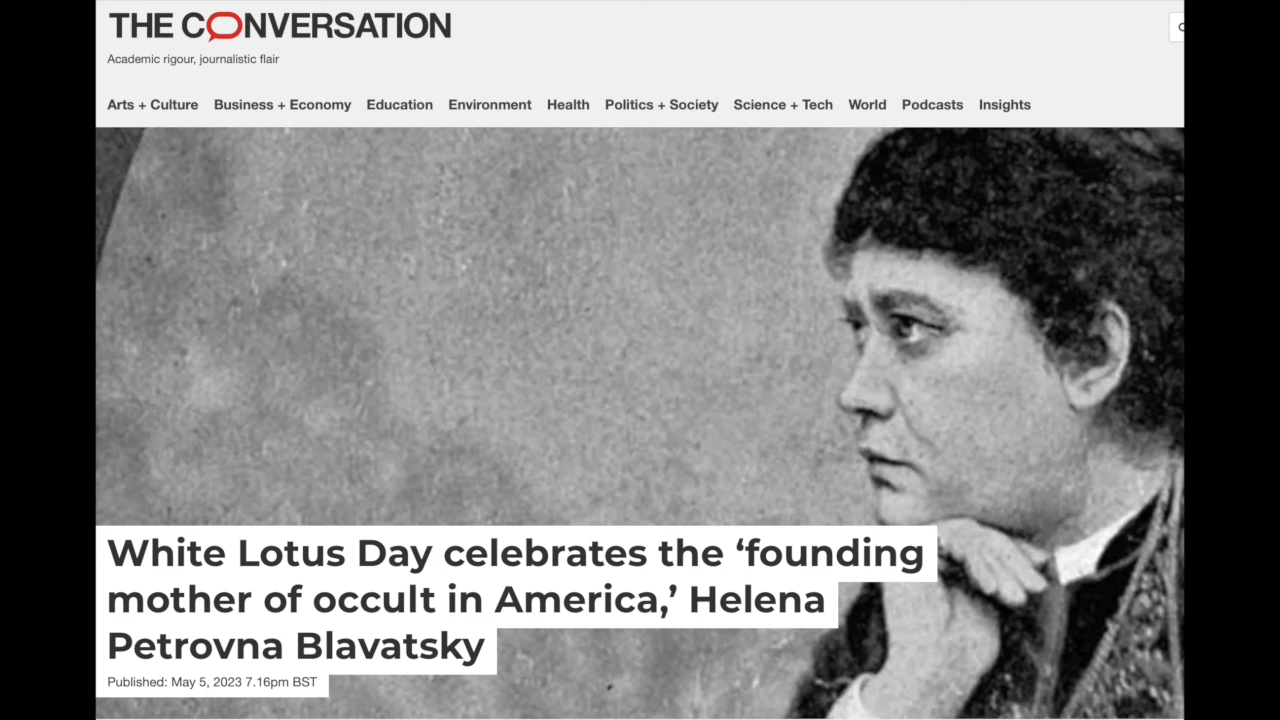 THE CONVERSATION
Academic rigour, journalistic flair
Arts + Culture Business + Economy Education Environment Health Politics + Society Science + Tech World Podcasts Insights
White Lotus Day celebrates the ‘founding
mother of occult in America,’ Helena
Petrovna Blavatsky
Published: May 5, 2023 7.16pm BST